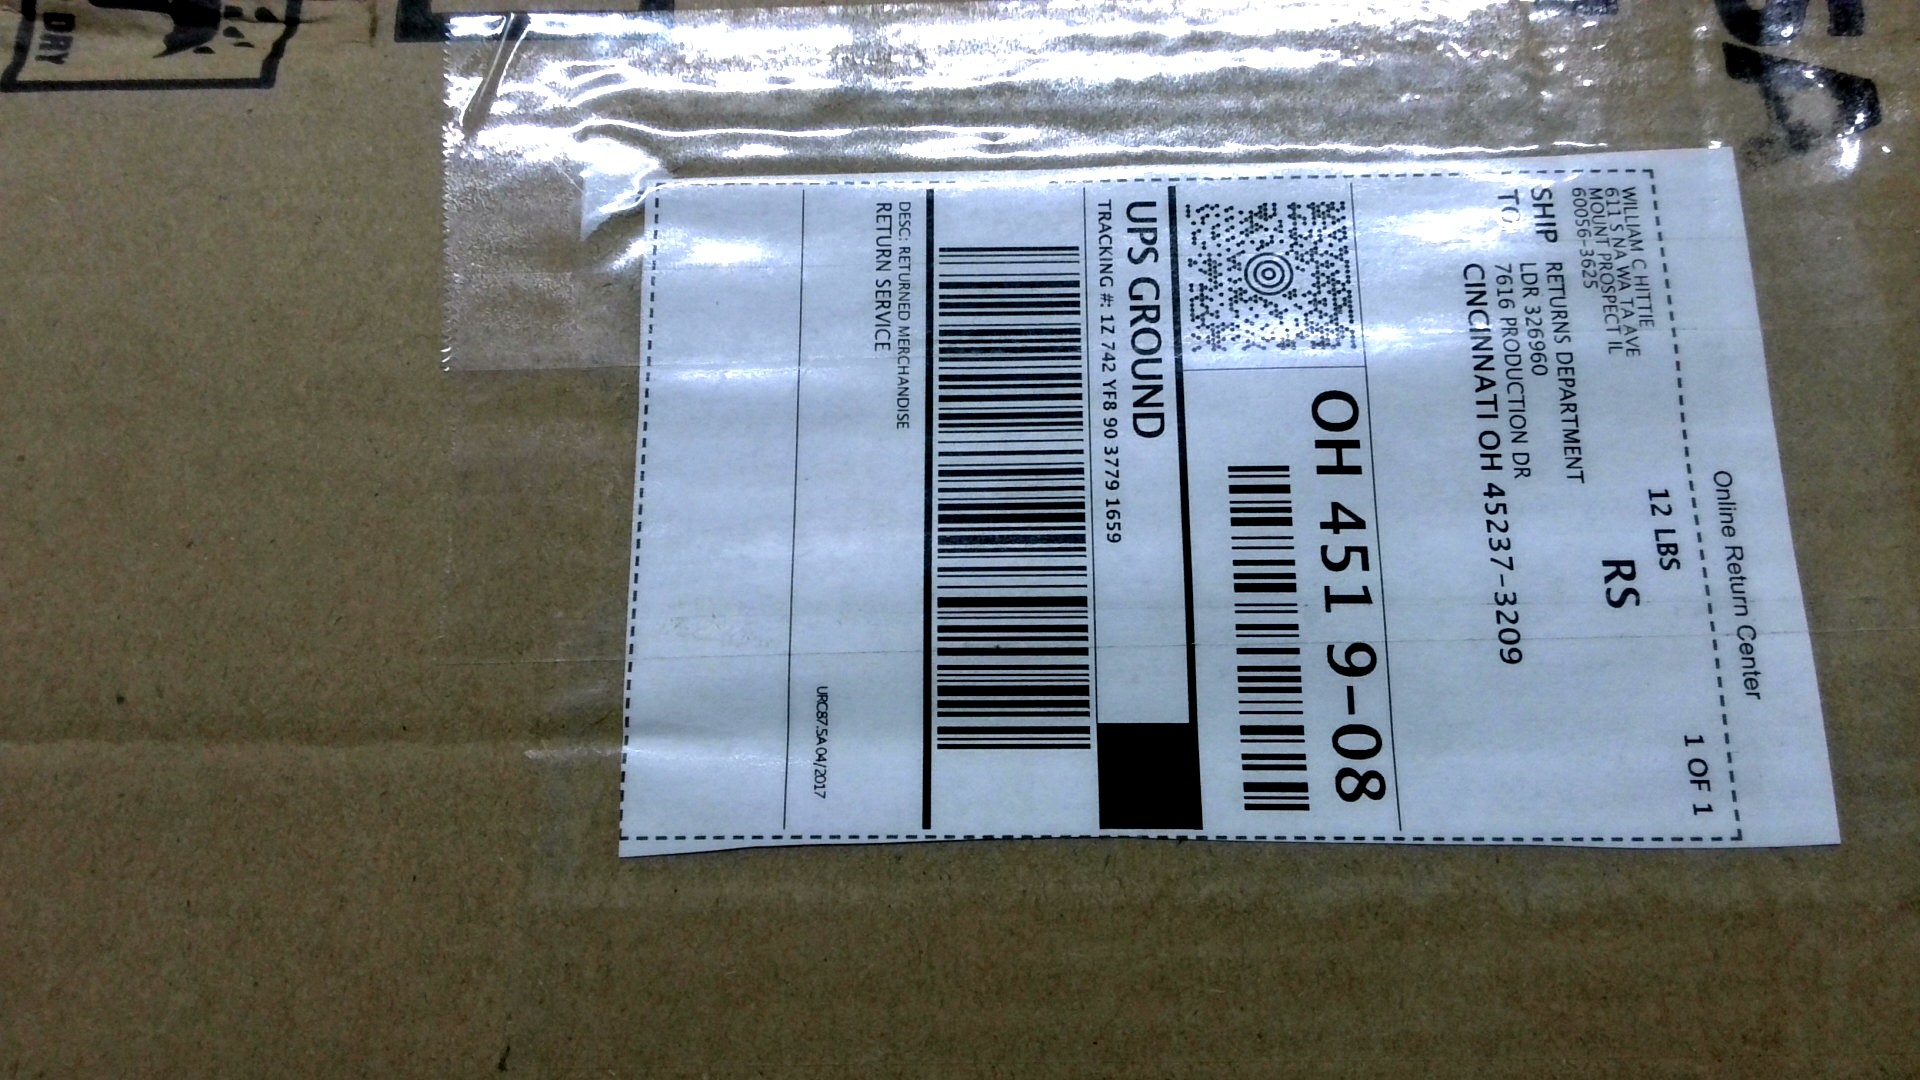 Online Return Center
WILLIAM C HITTIE
611 S NA WA TA AVE
MOUNT PROSPECT IL
60056-3625
12 LBS
1 OF 1
RS
SHIP
TO:
RETURNS DEPARTMENT
LDR 326960
7616 PRODUCTION DR
CINCINNATI OH 45237-3209
OH 451 9-08
UPS GROUND
TRACKING #: 1Z 742 YF8 90 3779 1659
DESC: RETURNED MERCHANDISE
RETURN SERVICE
URC87.5A 04/2017
DRY